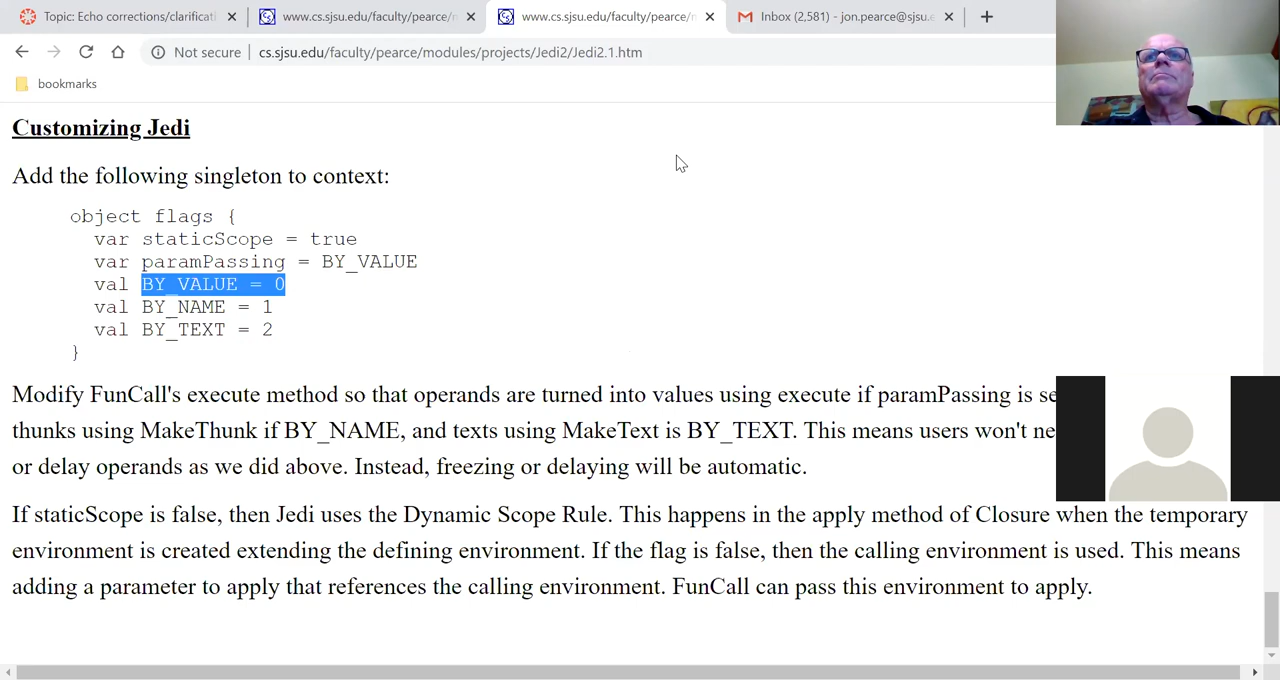 Topic: Echo corrections/clarificati
www.cs.sjsu.edu/faculty/pearce/
www.cs.sjsu.edu/faculty/pearce/
Inbox (2,581) - jon.pearce@sjsu.
Not secure
cs.sjsu.edu/faculty/pearce/modules/projects/Jedi2/Jedi2.1.htm
bookmarks
Customizing Jedi
Add the following singleton to context:
object flags {
var staticScope = true
var paramPassing = BY_VALUE
val BY_VALUE = 0
val BY_NAME = 1
val BY_TEXT = 2
}
Modify FunCall's execute method so that operands are turned into values using execute if paramPassing is se
thunks using MakeThunk if BY_NAME, and texts using MakeText is BY_TEXT. This means users won't ne
or delay operands as we did above. Instead, freezing or delaying will be automatic.
If staticScope is false, then Jedi uses the Dynamic Scope Rule. This happens in the apply method of Closure when the temporary
environment is created extending the defining environment. If the flag is false, then the calling environment is used. This means
adding a parameter to apply that references the calling environment. FunCall can pass this environment to apply.